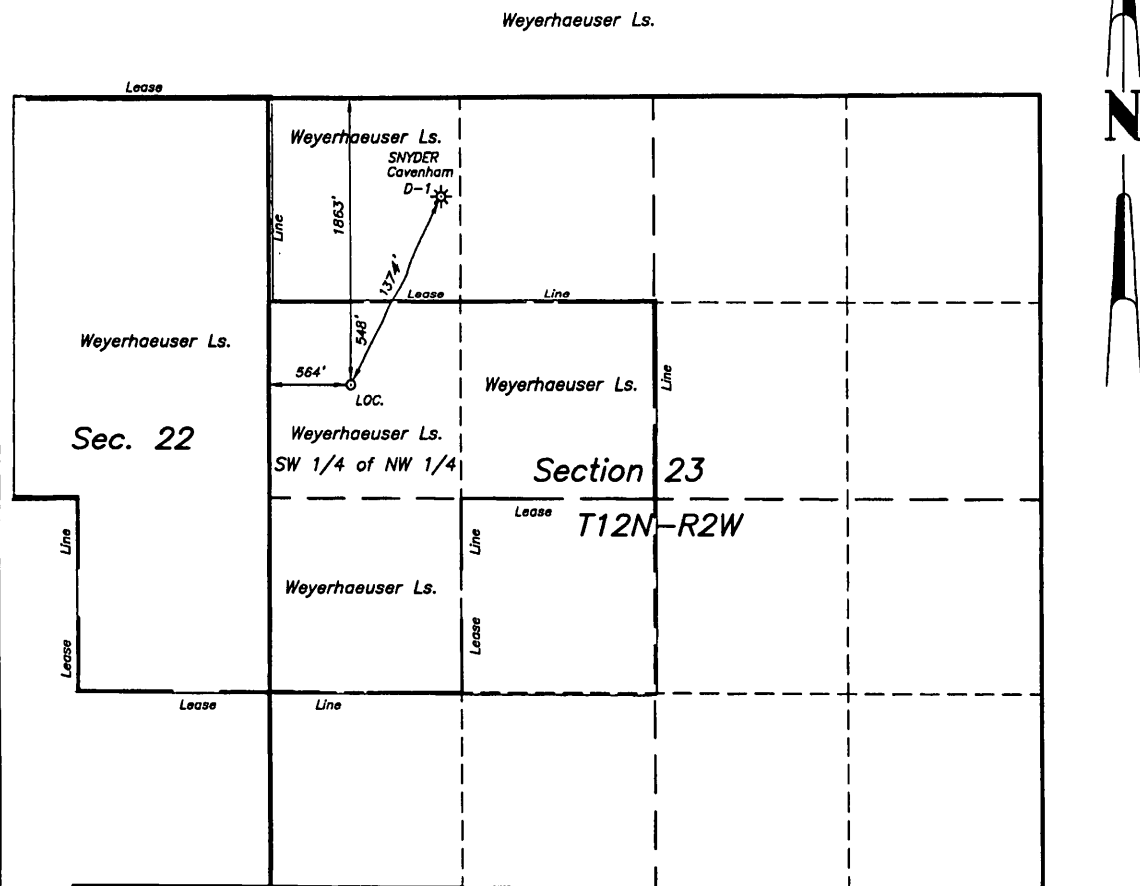 Weyerhaeuser Ls.
Lease
N
Weyerhaeuser Ls.
SNYDER
Cavenham
D-1
1863'
Line
1374'
Lease
Line
548'
Weyerhaeuser Ls.
564'
LOC.
Weyerhaeuser Ls.
Line
Weyerhaeuser Ls.
Sec. 22
SW 1/4 of NW 1/4
Section 23
Lease
T12N-R2W
Line
Line
Weyerhaeuser Ls.
Lease
Lease
Lease
Line